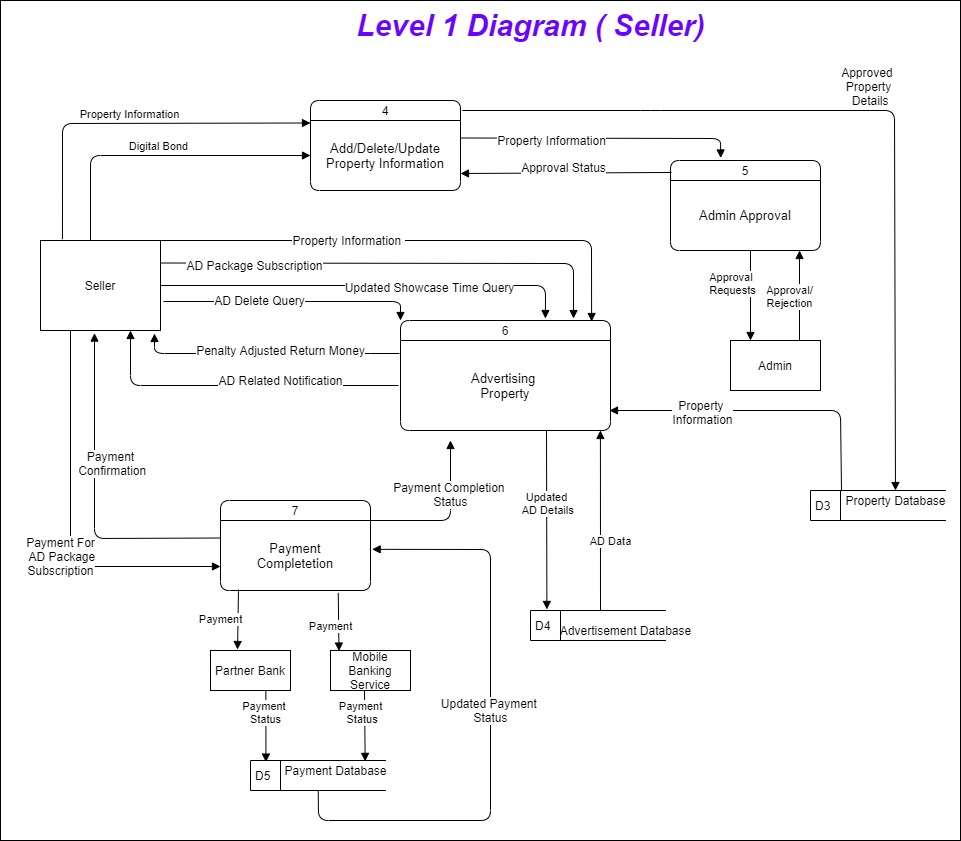 Level 1 Diagram ( Seller)
Approved
Property
Details
Property Information
4
Digital Bond
Add/Delete/Update
Property Information
Property Information
Approval Status
5
Admin Approval
Seller
Property Information
AD Package Subscription
Updated Showcase Time Query
AD Delete Query
Approval
Requests
Approval/
Rejection
6
Penalty Adjusted Return Money
AD Related Notification
Advertising
Property
Admin
Property
Information
Payment
Confirmation
Payment Completion
Status
Updated
AD Details
D3
Property Database
7
Payment
Completetion
Payment For
AD Package
Subscription
AD Data
Payment
Payment
D4
Advertisement Database
Partner Bank
Mobile
Banking
Service
Payment
Status
Payment
Status
Updated Payment
Status
D5
Payment Database